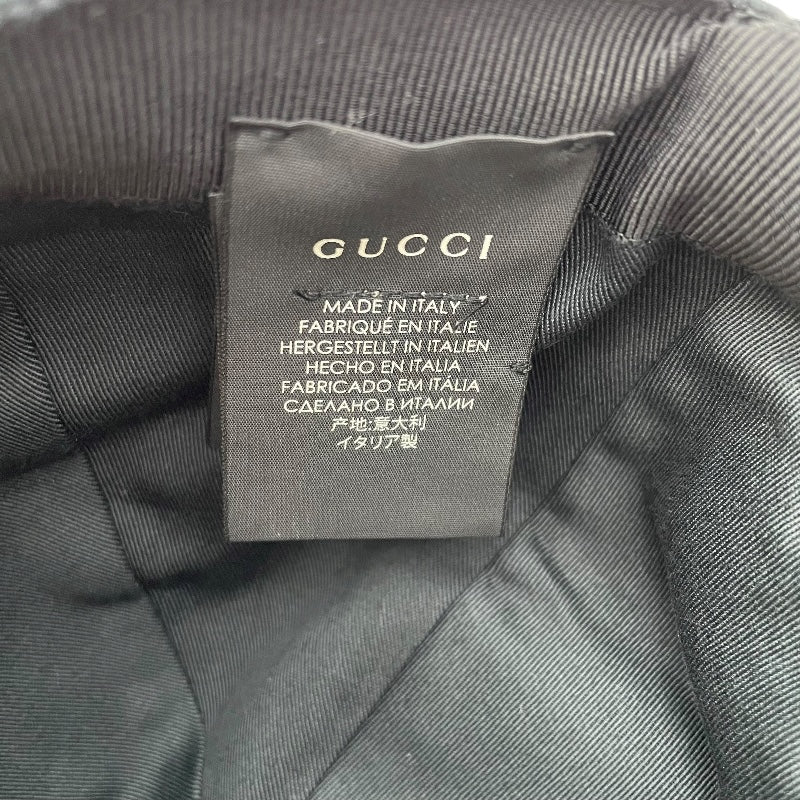 GUCCI
MADE IN ITALY
FABRIQUÉ EN ITALIE
HERGESTELLT IN ITALIEN
HECHO EN ITALIA
FABRICADO EM ITÁLIA
СДЕЛАНО В ИТАЛИИ
产地:意大利
イタリア製